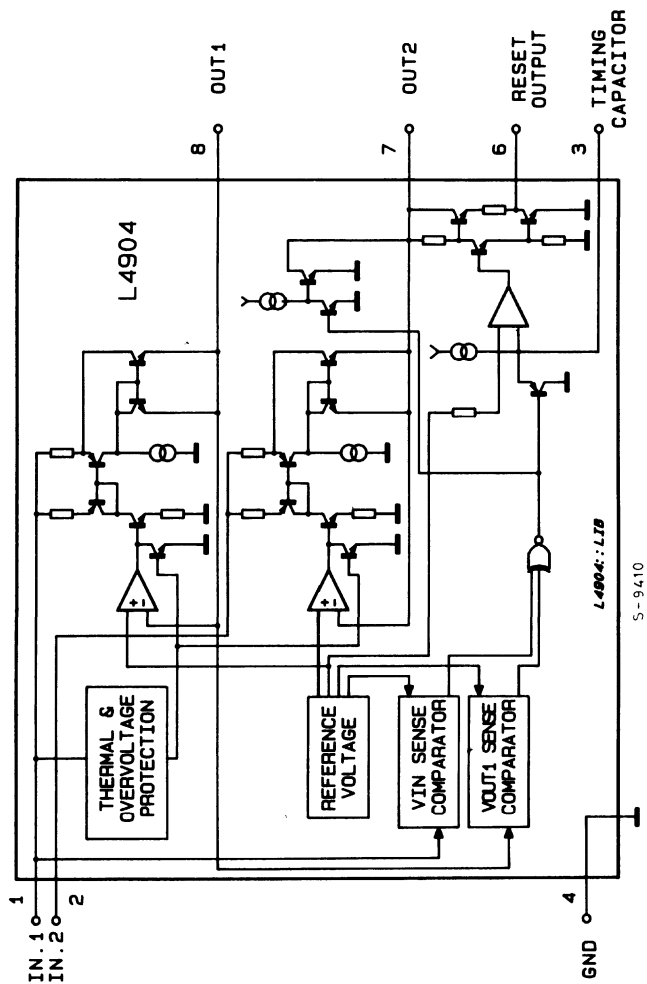 L4904
IN.1
1
IN.2
2
8
OUT1
7
OUT2
6
RESET
OUTPUT
3
TIMING
CAPACITOR
THERMAL &
OVERVOLTAGE
PROTECTION
+
-
REFERENCE
VOLTAGE
+
-
VIN SENSE
COMPARATOR
VOUT1 SENSE
COMPARATOR
4
GND
L4904::LIB
S-9410